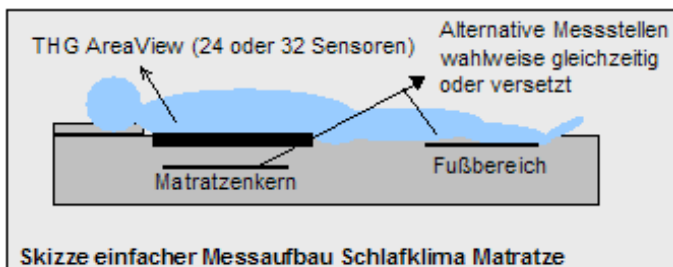 THG AreaView (24 oder 32 Sensoren)
Alternative Messstellen
wahlweise gleichzeitig
oder versetzt
Matratzenkern
Fußbereich
Skizze einfacher Messaufbau Schlafklima Matratze